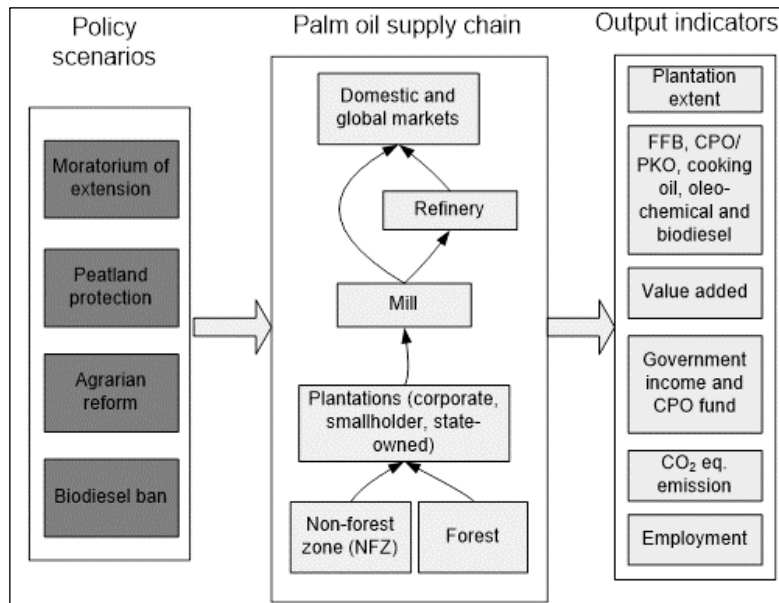 Policy
scenarios
Moratorium of
extension
Peatland
protection
Agrarian
reform
Biodiesel ban
Palm oil supply chain
Domestic and
global markets
Refinery
Mill
Plantations (corporate,
smallholder, state-
owned)
Non-forest
zone (NFZ)
Forest
Output indicators
Plantation
extent
FFB, CPO/
PKO, cooking
oil, oleo-
chemical and
biodiesel
Value added
Government
income and
CPO fund
CO₂ eq.
emission
Employment